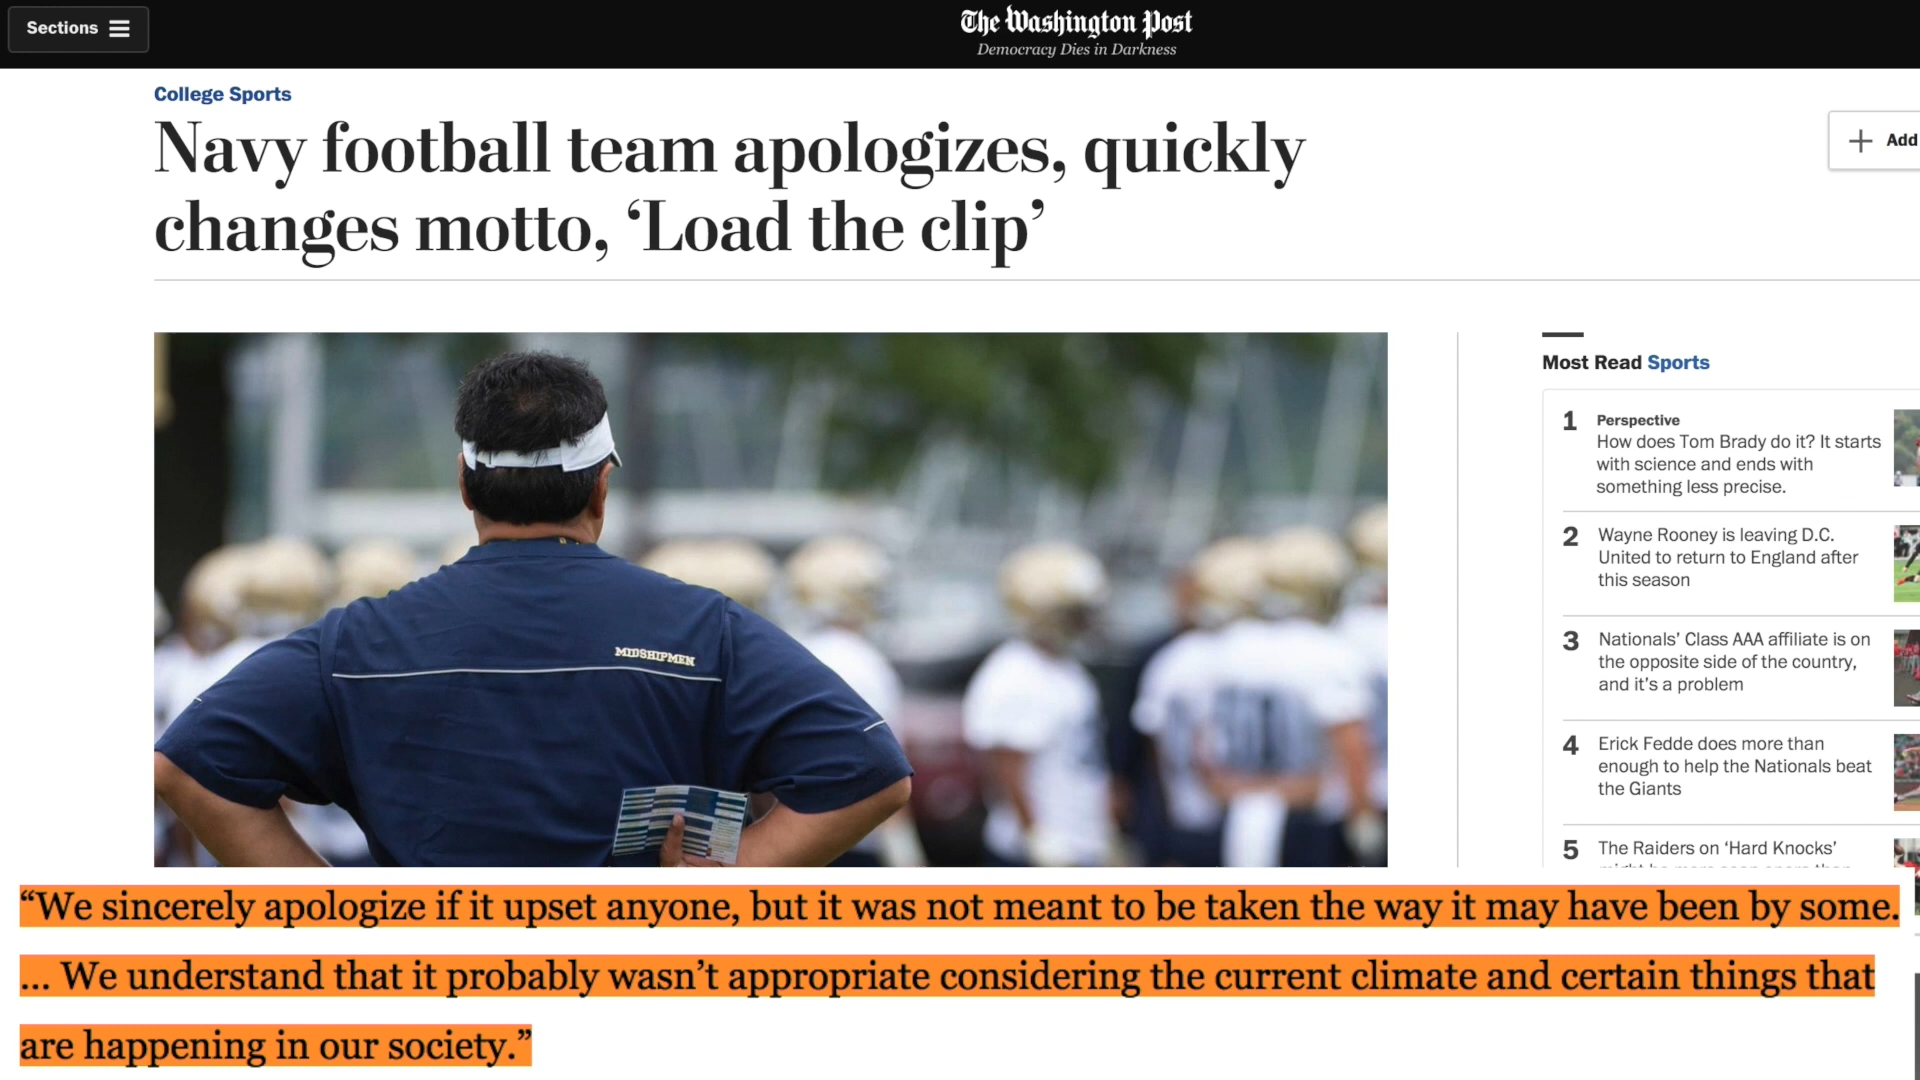 Sections
The Washington Post
Democracy Dies in Darkness
College Sports
Navy football team apologizes, quickly
changes motto, ‘Load the clip’
Add
MIDSHIPMEN
Most Read Sports
1 Perspective
How does Tom Brady do it? It starts
with science and ends with
something less precise.
2 Wayne Rooney is leaving D.C.
United to return to England after
this season
3 Nationals’ Class AAA affiliate is on
the opposite side of the country,
and it’s a problem
4 Erick Fedde does more than
enough to help the Nationals beat
the Giants
5 The Raiders on ‘Hard Knocks’
“We sincerely apologize if it upset anyone, but it was not meant to be taken the way it may have been by some.
... We understand that it probably wasn’t appropriate considering the current climate and certain things that
are happening in our society.”